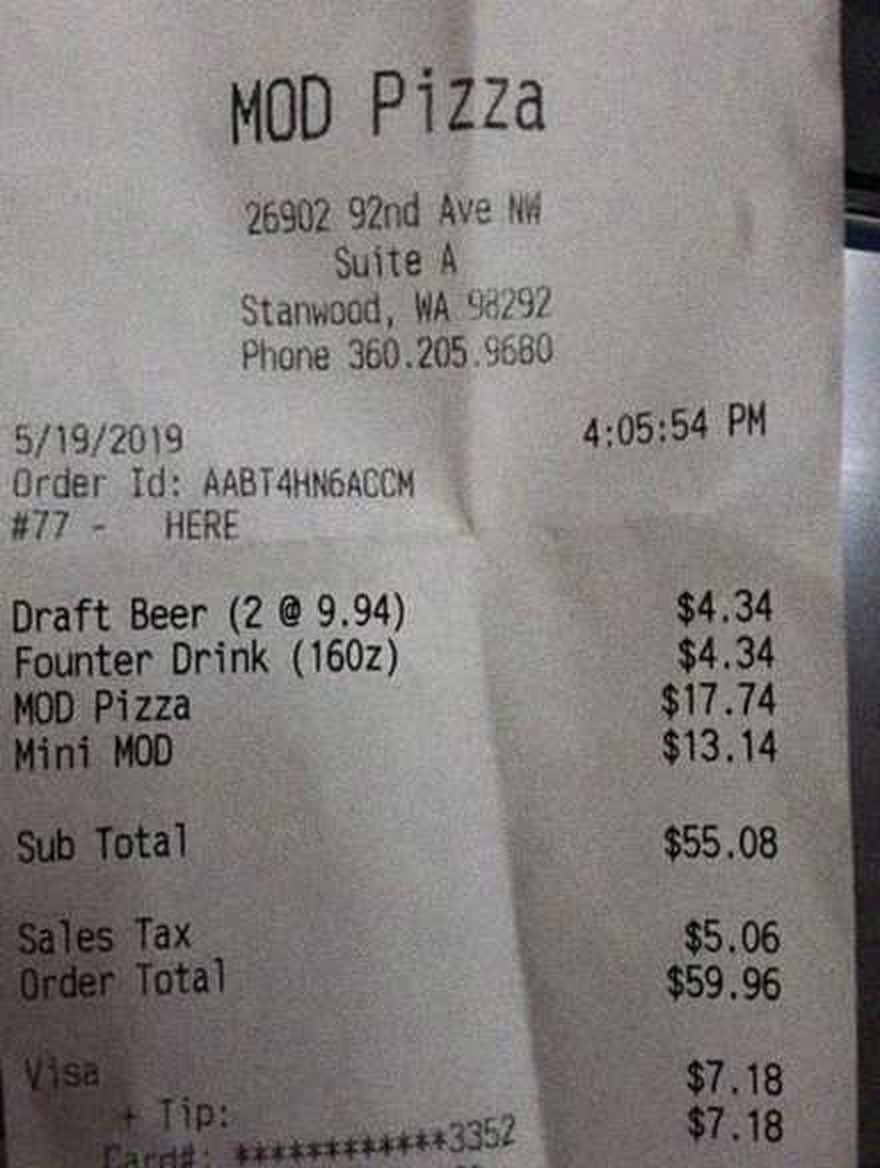 MOD Pizza
26902 92nd Ave NW
Suite A
Stanwood, WA 98292
Phone 360.205.9680
5/19/2019 4:05:54 PM
Order Id: AABT4HN6ACCM
#77 - HERE
Draft Beer (2 @ 9.94) $4.34
Founter Drink (160z) $4.34
MOD Pizza $17.74
Mini MOD $13.14
Sub Total $55.08
Sales Tax $5.06
Order Total $59.96
Visa $7.18
+ Tip: $7.18
Card#: ************3352